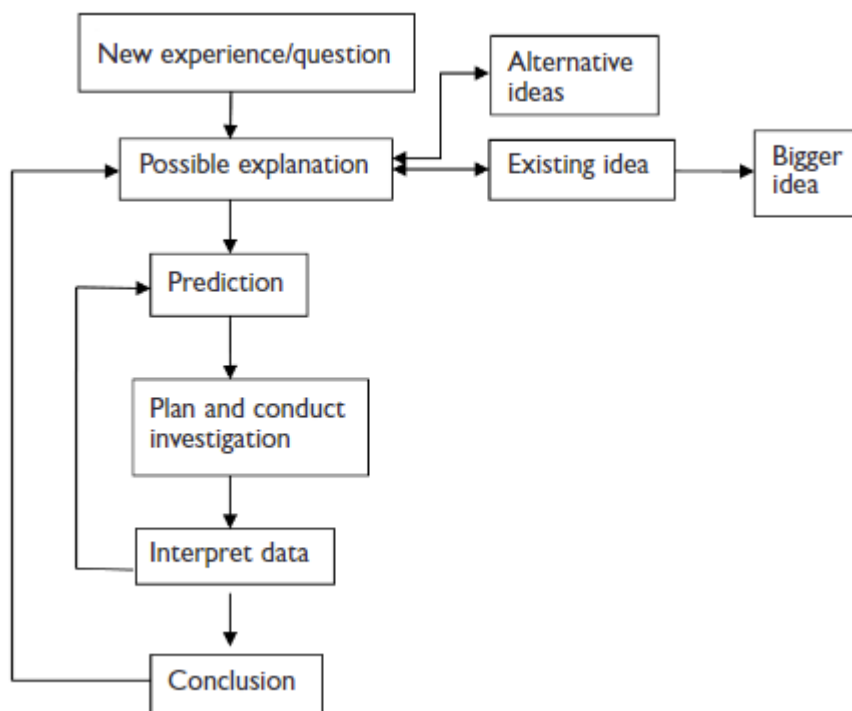 New experience/question
Alternative
ideas
Possible explanation
Existing idea
Bigger
idea
Prediction
Plan and conduct
investigation
Interpret data
Conclusion